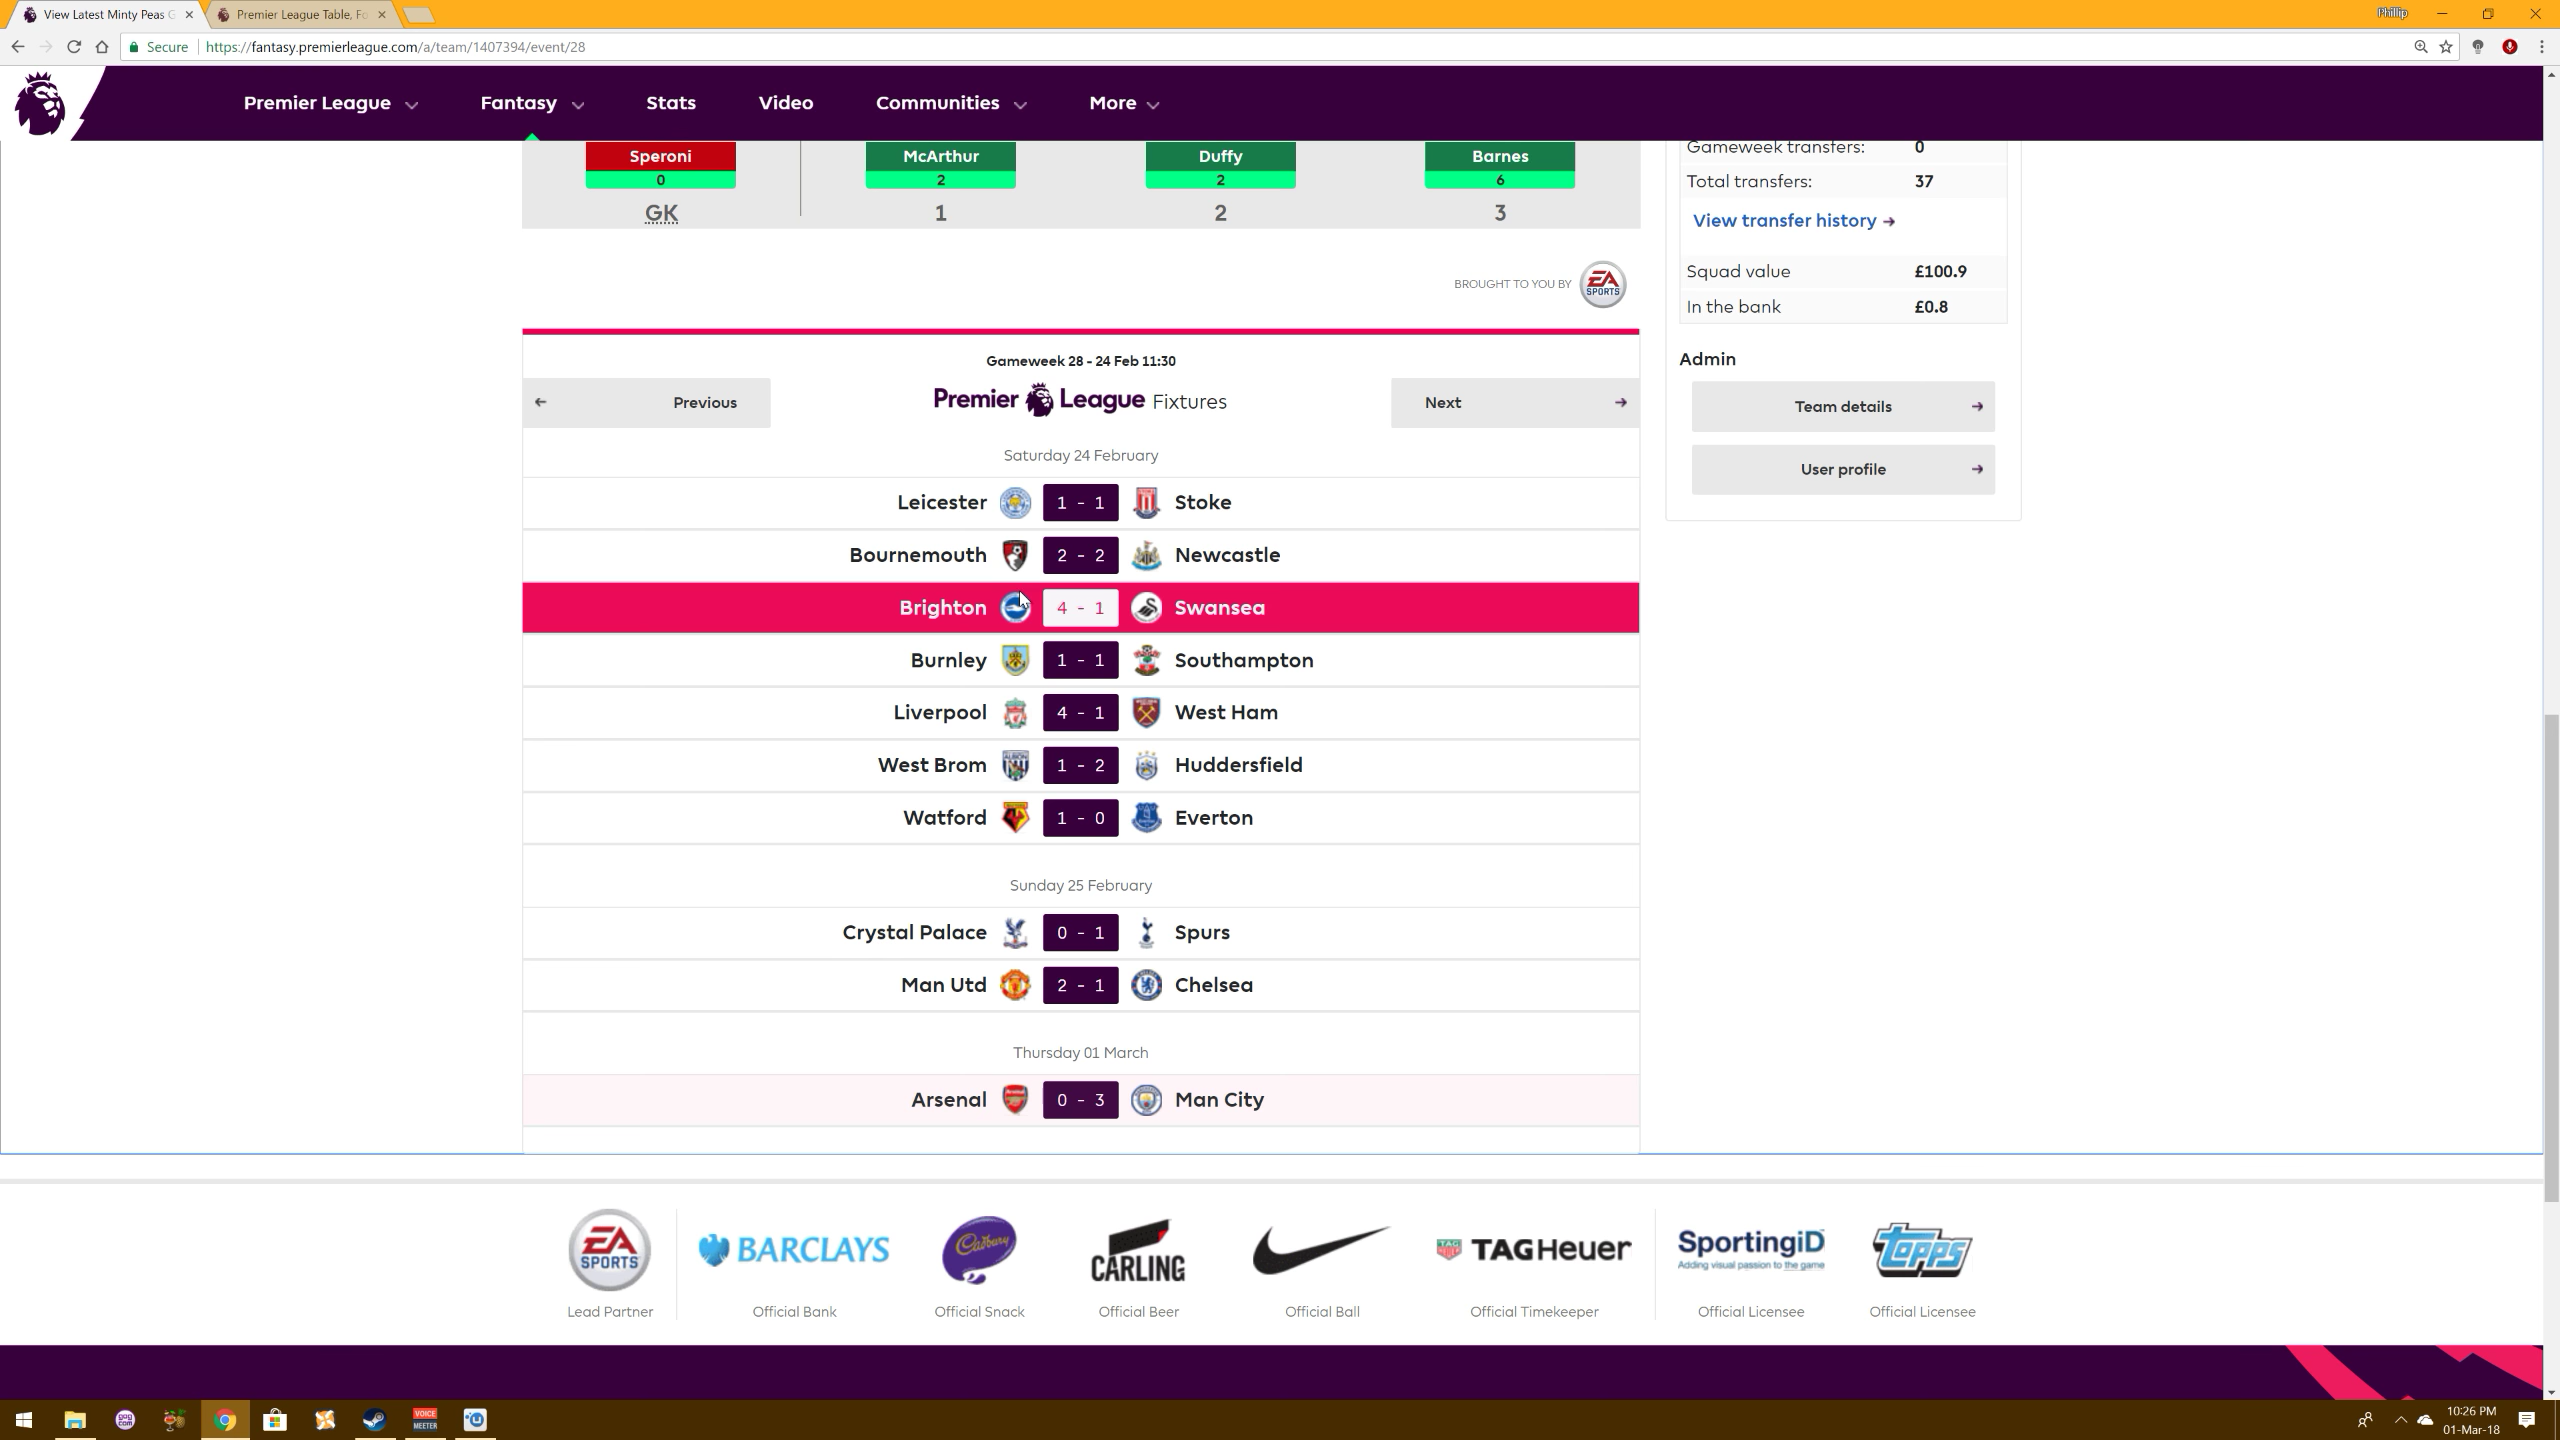 View Latest Minty Peas G
Premier League Table, Fo
Phillip
Secure https://fantasy.premierleague.com/a/team/1407394/event/28
Premier League Fantasy Stats Video Communities More
Speroni McArthur Duffy Barnes
0 2 2 6
GK 1 2 3
Gameweek transfers: 0
Total transfers: 37
View transfer history
Squad value £100.9
In the bank £0.8
Admin
Team details
User profile
BROUGHT TO YOU BY EA SPORTS
Gameweek 28 - 24 Feb 11:30
Previous Premier League Fixtures Next
Saturday 24 February
Leicester 1 - 1 Stoke
Bournemouth 2 - 2 Newcastle
Brighton 4 - 1 Swansea
Burnley 1 - 1 Southampton
Liverpool 4 - 1 West Ham
West Brom 1 - 2 Huddersfield
Watford 1 - 0 Everton
Sunday 25 February
Crystal Palace 0 - 1 Spurs
Man Utd 2 - 1 Chelsea
Thursday 01 March
Arsenal 0 - 3 Man City
EA SPORTS BARCLAYS Cadbury CARLING TAG TAGHeuer SportingiD topps
Adding visual passion to the game
Lead Partner Official Bank Official Snack Official Beer Official Ball Official Timekeeper Official Licensee Official Licensee
gog com
VOICE MEETER
10:26 PM
01-Mar-18